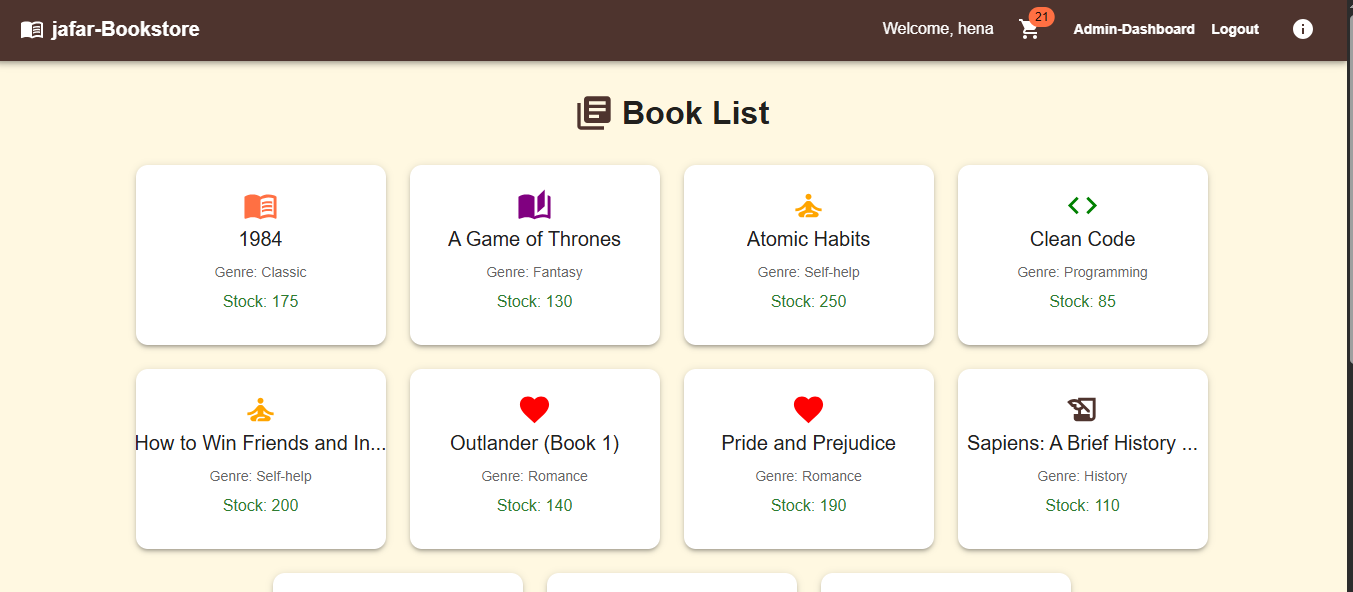 jafar-Bookstore
Welcome, hena
21
Admin-Dashboard
Logout
Book List
1984
Genre: Classic
Stock: 175
A Game of Thrones
Genre: Fantasy
Stock: 130
Atomic Habits
Genre: Self-help
Stock: 250
Clean Code
Genre: Programming
Stock: 85
How to Win Friends and In...
Genre: Self-help
Stock: 200
Outlander (Book 1)
Genre: Romance
Stock: 140
Pride and Prejudice
Genre: Romance
Stock: 190
Sapiens: A Brief History ...
Genre: History
Stock: 110